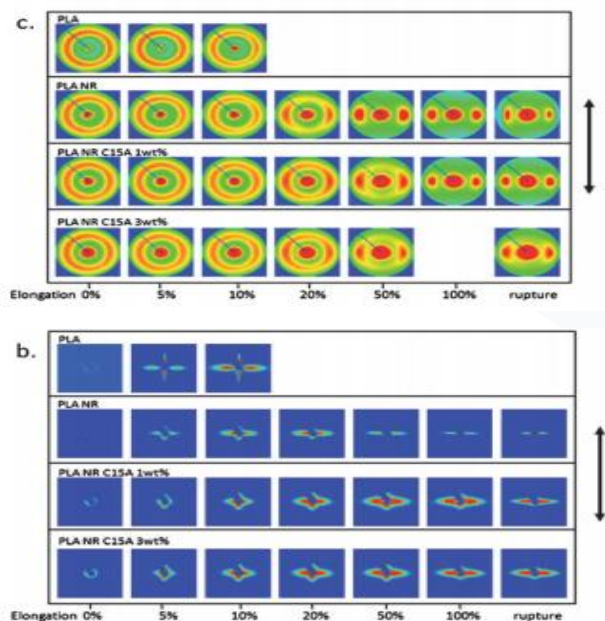 c.
PLA
PLA NR
PLA NR C15A 1wt%
PLA NR C15A 3wt%
Elongation 0% 5% 10% 20% 50% 100% rupture
b.
PLA
PLA NR
PLA NR C15A 1wt%
PLA NR C15A 3wt%
Elongation 0% 5% 10% 20% 50% 100% rupture